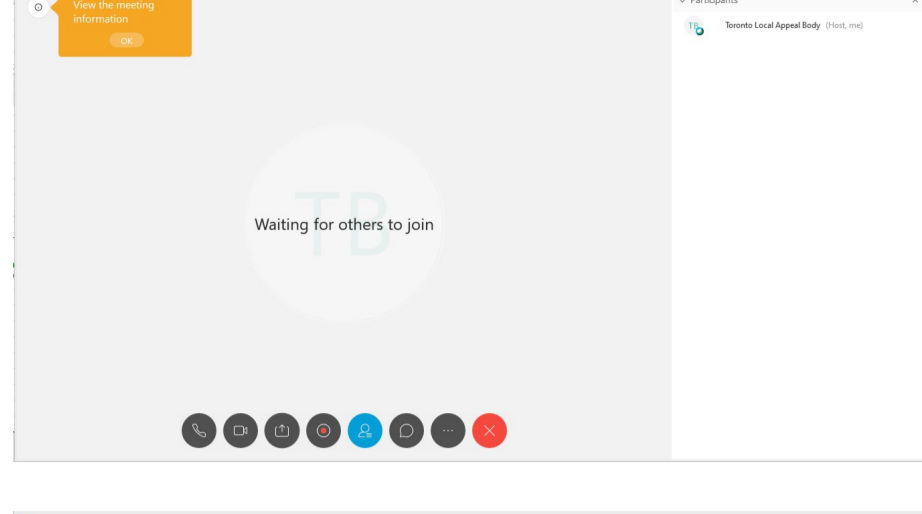 View the meeting
information
OK
Participants
TB
Toronto Local Appeal Body (Host, me)
TB
Waiting for others to join